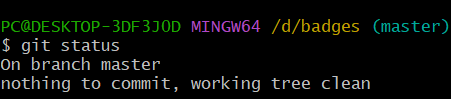 PC@DESKTOP-3DF3J0D MINGW64 /d/badges (master)
$ git status
On branch master
nothing to commit, working tree clean